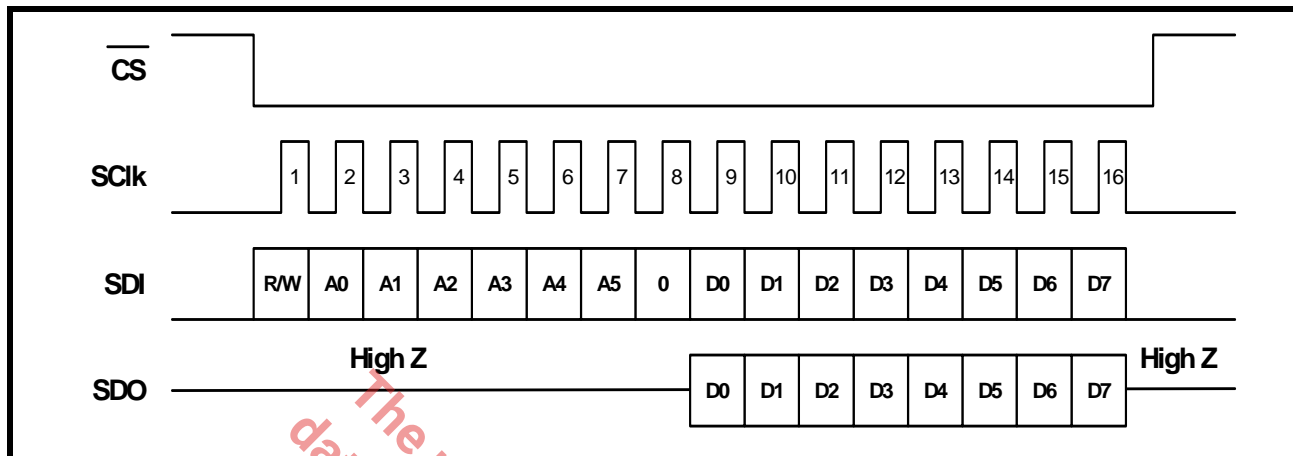 CS
SClk 1 2 3 4 5 6 7 8 9 10 11 12 13 14 15 16
SDI R/W A0 A1 A2 A3 A4 A5 0 D0 D1 D2 D3 D4 D5 D6 D7
High Z High Z
SDO D0 D1 D2 D3 D4 D5 D6 D7
The